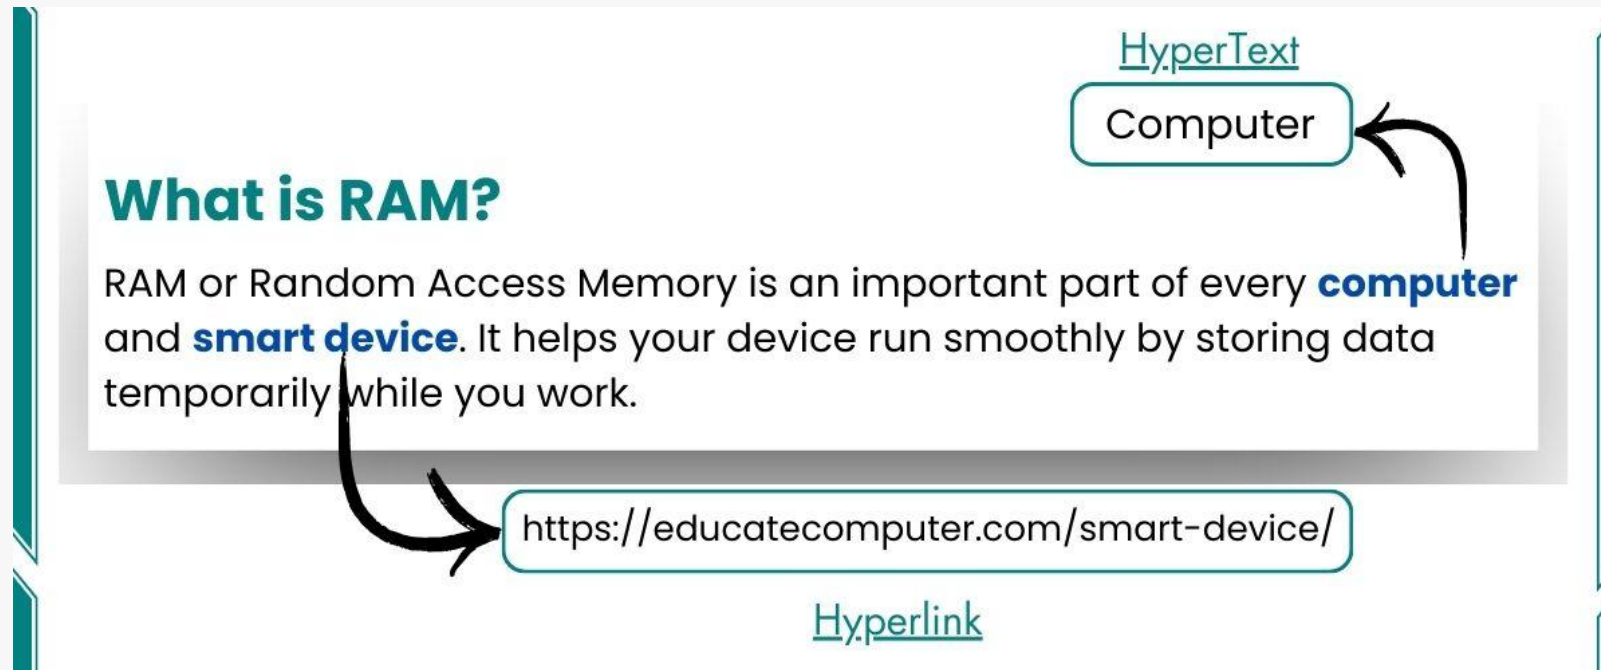 HyperText
Computer
What is RAM?
RAM or Random Access Memory is an important part of every computer
and smart device. It helps your device run smoothly by storing data
temporarily while you work.
https://educatecomputer.com/smart-device/
Hyperlink